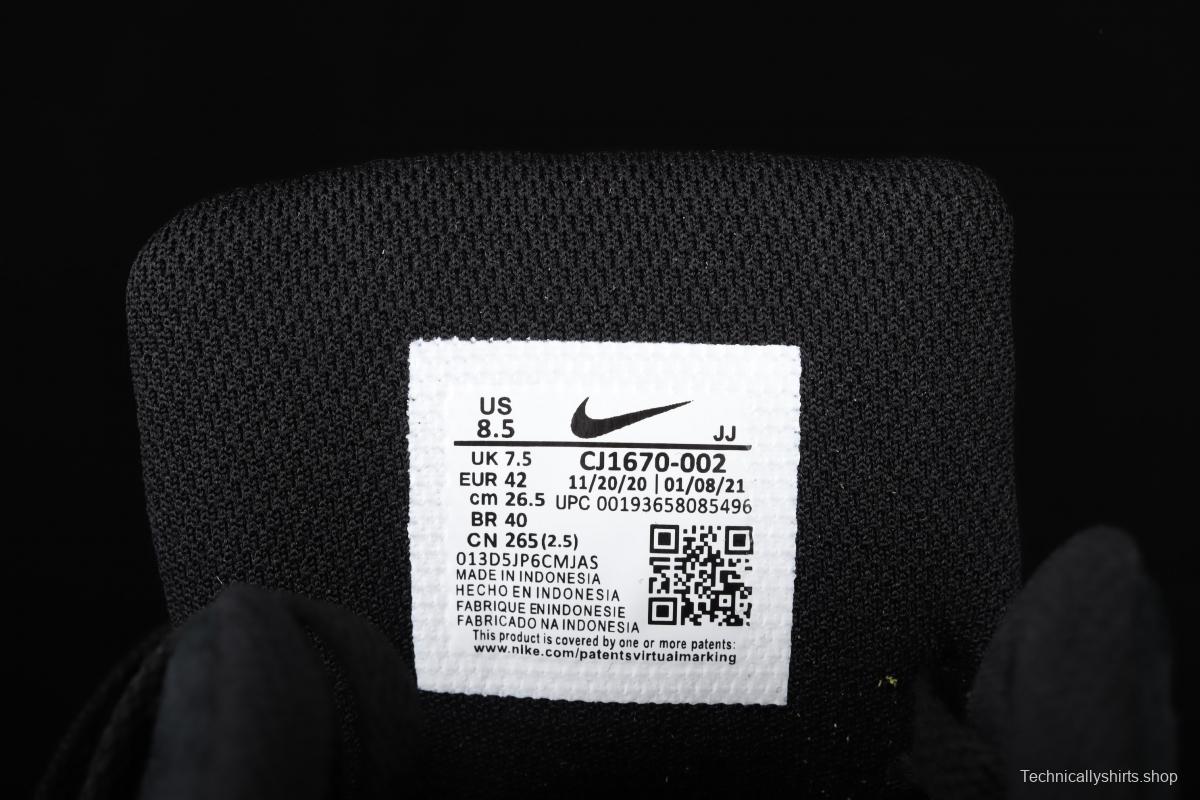 US
8.5
JJ
UK 7.5
CJ1670-002
EUR 42
11/20/20 | 01/08/21
cm 26.5
UPC 00193658085496
BR 40
CN 265(2.5)
013D5JP6CMJAS
MADE IN INDONESIA
HECHO EN INDONESIA
FABRIQUE EN INDONESIE
FABRICADO NA INDONESIA
This product is covered by one or more patents:
www.nlke.com/patentsvirtualmarking
Technicallyshirts.shop